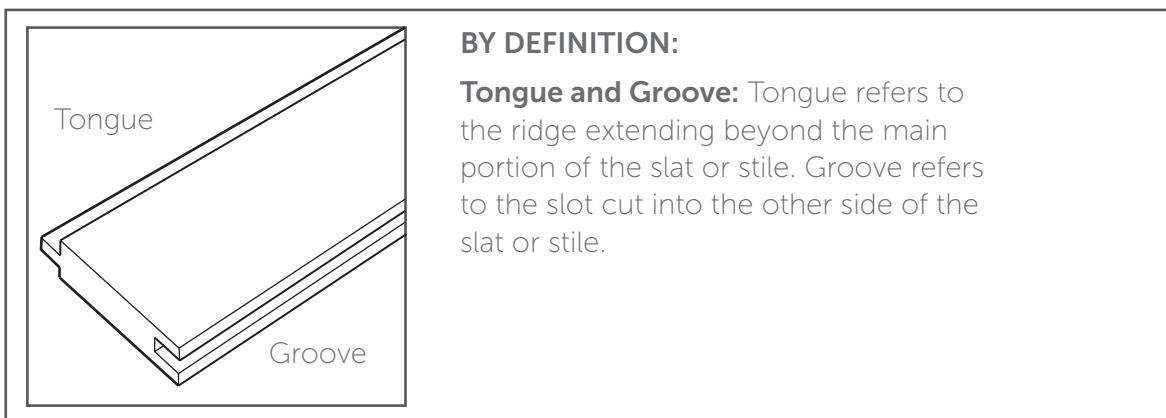 Tongue
Groove
BY DEFINITION:
Tongue and Groove: Tongue refers to
the ridge extending beyond the main
portion of the slat or stile. Groove refers
to the slot cut into the other side of the
slat or stile.